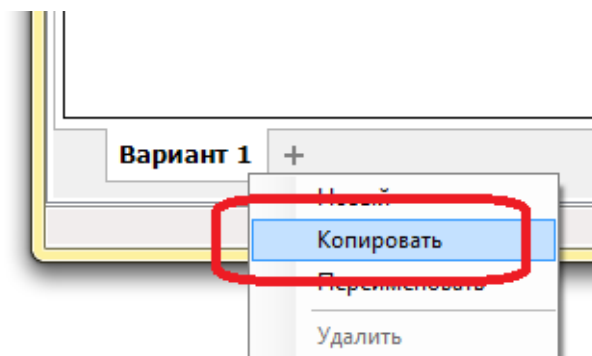 Вариант 1 +
Новый
Копировать
Переименовать
Удалить